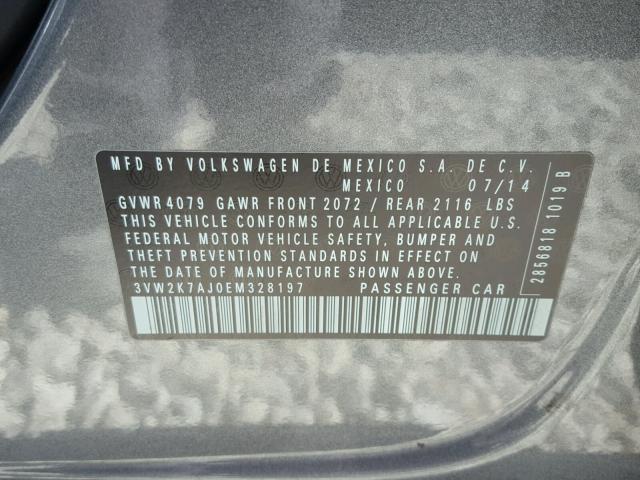 MFD BY VOLKSWAGEN DE MEXICO S.A. DE C.V.
MEXICO 07/14
GVWR 4079 GAWR FRONT 2072 / REAR 2116 LBS
THIS VEHICLE CONFORMS TO ALL APPLICABLE U.S.
FEDERAL MOTOR VEHICLE SAFETY, BUMPER AND
THEFT PREVENTION STANDARDS IN EFFECT ON
THE DATE OF MANUFACTURE SHOWN ABOVE.
3VW2K7AJ0EM328197 PASSENGER CAR
2856818 1019 B